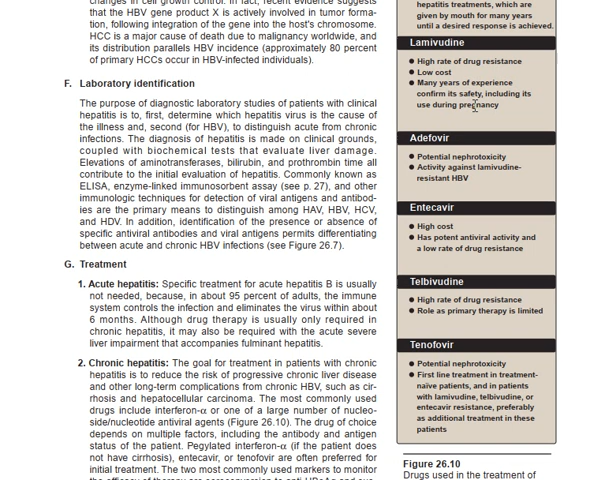 changes in cell growth control. In fact, recent evidence suggests
that the HBV gene product X is actively involved in tumor forma-
tion, following integration of the gene into the host's chromosome.
HCC is a major cause of death due to malignancy worldwide, and
its distribution parallels HBV incidence (approximately 80 percent
of primary HCCs occur in HBV-infected individuals).
F. Laboratory identification
The purpose of diagnostic laboratory studies of patients with clinical
hepatitis is to, first, determine which hepatitis virus is the cause of
the illness and, second (for HBV), to distinguish acute from chronic
infections. The diagnosis of hepatitis is made on clinical grounds,
coupled with biochemical tests that evaluate liver damage.
Elevations of aminotransferases, bilirubin, and prothrombin time all
contribute to the initial evaluation of hepatitis. Commonly known as
ELISA, enzyme-linked immunosorbent assay (see p. 27), and other
immunologic techniques for detection of viral antigens and antibod-
ies are the primary means to distinguish among HAV, HBV, HCV,
and HDV. In addition, identification of the presence or absence of
specific antiviral antibodies and viral antigens permits differentiating
between acute and chronic HBV infections (see Figure 26.7).
G. Treatment
1. Acute hepatitis: Specific treatment for acute hepatitis B is usually
not needed, because, in about 95 percent of adults, the immune
system controls the infection and eliminates the virus within about
6 months. Although drug therapy is usually only required in
chronic hepatitis, it may also be required with the acute severe
liver impairment that accompanies fulminant hepatitis.
2. Chronic hepatitis: The goal for treatment in patients with chronic
hepatitis is to reduce the risk of progressive chronic liver disease
and other long-term complications from chronic HBV, such as cir-
rhosis and hepatocellular carcinoma. The most commonly used
drugs include interferon-α or one of a large number of nucleo-
side/nucleotide antiviral agents (Figure 26.10). The drug of choice
depends on multiple factors, including the antibody and antigen
status of the patient. Pegylated interferon-α (if the patient does
not have cirrhosis), entecavir, or tenofovir are often preferred for
initial treatment. The two most commonly used markers to monitor
hepatitis treatments, which are
given by mouth for many years
until a desired response is achieved.
Lamivudine
● High rate of drug resistance
● Low cost
● Many years of experience
confirm its safety, including its
use during pregnancy
Adefovir
● Potential nephrotoxicity
● Activity against lamivudine-
resistant HBV
Entecavir
● High cost
● Has potent antiviral activity and
a low rate of drug resistance
Telbivudine
● High rate of drug resistance
● Role as primary therapy is limited
Tenofovir
● Potential nephrotoxicity
● First line treatment in treatment-
naïve patients, and in patients
with lamivudine, telbivudine, or
entecavir resistance, preferably
as additional treatment in these
patients
Figure 26.10
Drugs used in the treatment of